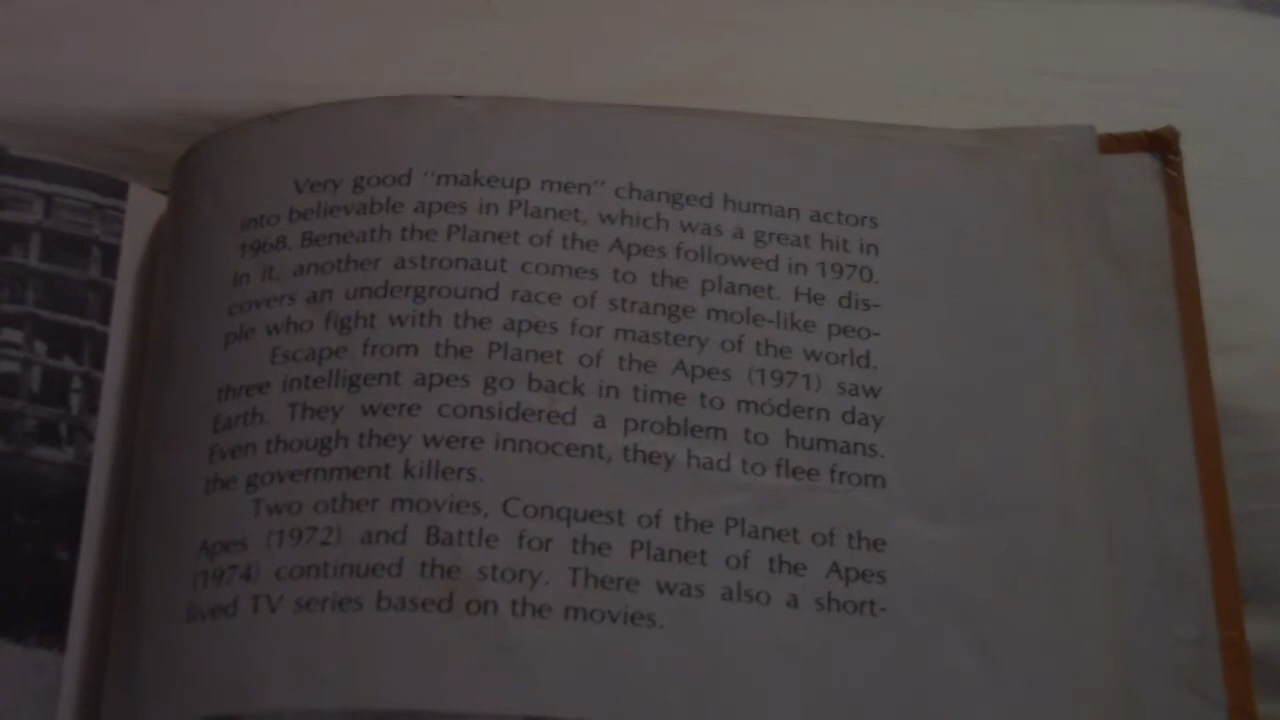 Very good "makeup men" changed human actors
into believable apes in Planet, which was a great hit in
1968. Beneath the Planet of the Apes followed in 1970.
In it, another astronaut comes to the planet. He dis-
covers an underground race of strange mole-like peo-
ple who fight with the apes for mastery of the world.
Escape from the Planet of the Apes (1971) saw
three intelligent apes go back in time to modern day
Earth. They were considered a problem to humans.
Even though they were innocent, they had to flee from
the government killers.
Two other movies, Conquest of the Planet of the
Apes (1972) and Battle for the Planet of the Apes
(1974) continued the story. There was also a short-
lived TV series based on the movies.